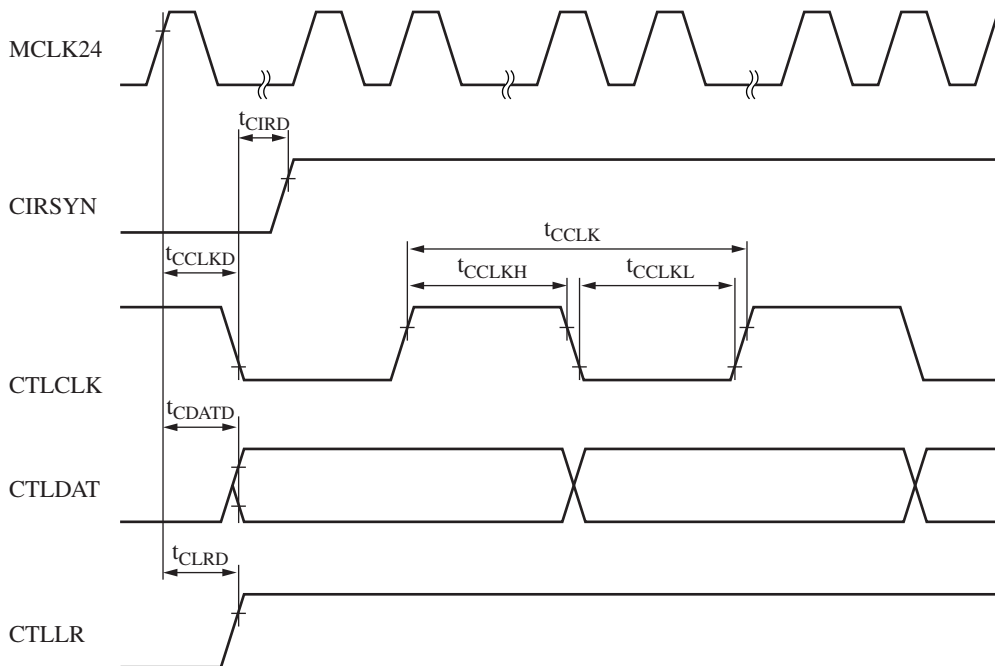 MCLK24
tCIRD
CIRSYN
tCCLKD
tCCLK
tCCLKH
tCCLKL
CTLCLK
tCDATD
CTLDAT
tCLRD
CTLLR